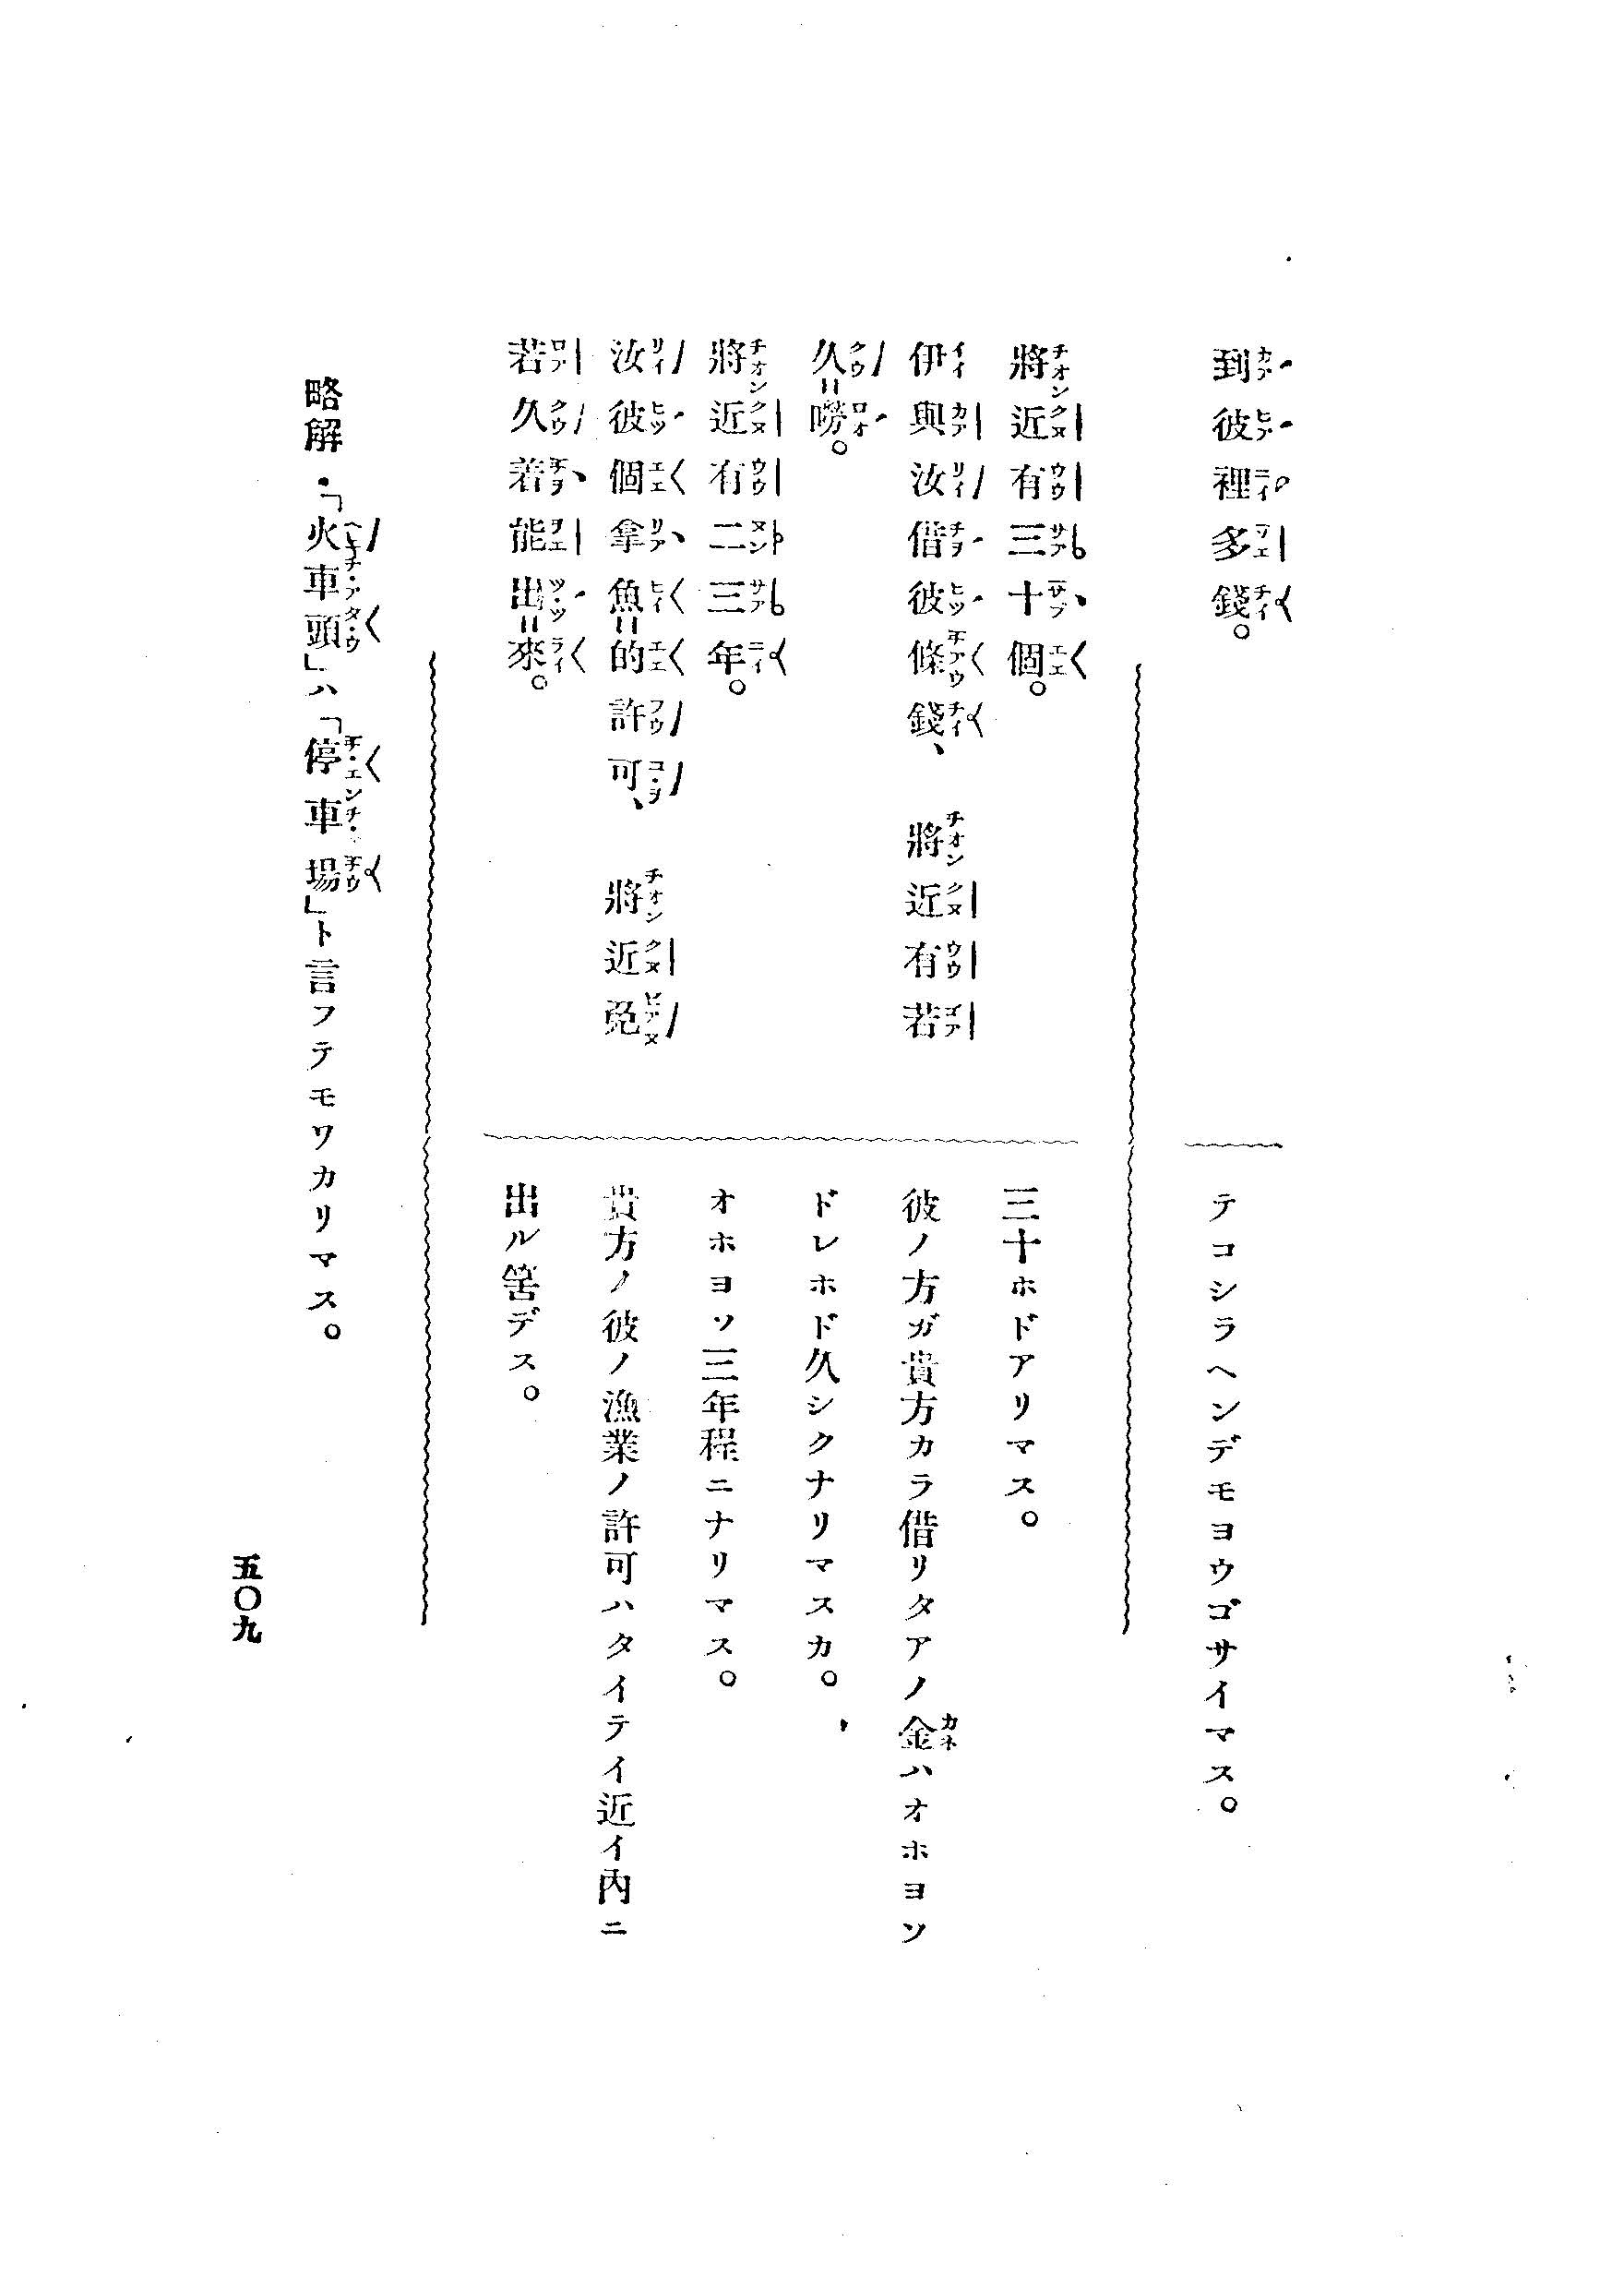 到彼裡多錢。
テコシラヘンデモヨウゴサイマス。
將近有三十個。
三十ホドアリマス。
伊與汝借彼條錢、將近有若
彼ノ方ガ貴方カラ借リタアノ金ハオホヨソ
久＝嘮。
ドレホド久シクナリマスカ。
將近有二三年。
オホヨソ三年程ニナリマス。
汝彼個拿魚＝的許可、將近免
貴方ノ彼ノ漁業ノ許可ハタイテイ近イ內ニ
若久着能出＝來。
出ル筈デス。
略解・「火車頭」ハ「停車場」ト言フテモワカリマス。
五〇九